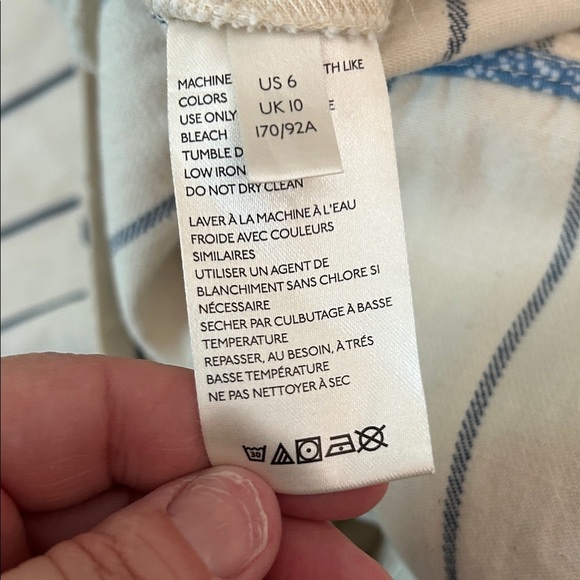 MACHINE
TH LIKE
COLORS
USE ONLY
E
BLEACH
TUMBLE D
LOW IRON
DO NOT DRY CLEAN
US 6
UK 10
170/92A
LAVER À LA MACHINE À L'EAU
FROIDE AVEC COULEURS
SIMILAIRES
UTILISER UN AGENT DE
BLANCHIMENT SANS CHLORE SI
NÉCESSAIRE
SECHER PAR CULBUTAGE À BASSE
TEMPERATURE
REPASSER, AU BESOIN, À TRÉS
BASSE TEMPÉRATURE
NE PAS NETTOYER À SEC
30